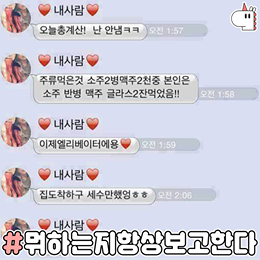 ❤ 내사람 ❤
오늘총계산! 난 안냄ㅋㅋ 오전 1:57
❤ 내사람 ❤
주류먹은것 소주2병맥주2천중 본인은
소주 반병 맥주 글라스2잔먹었음!! 오전 1:58
❤ 내사람 ❤
이제엘리베이터에용❤ 오전 1:59
❤ 내사람 ❤
집도착하구 세수만했엉ㅎㅎ 오전 2:06
❤ 내사람 ❤
#뭐하는지항상보고한다